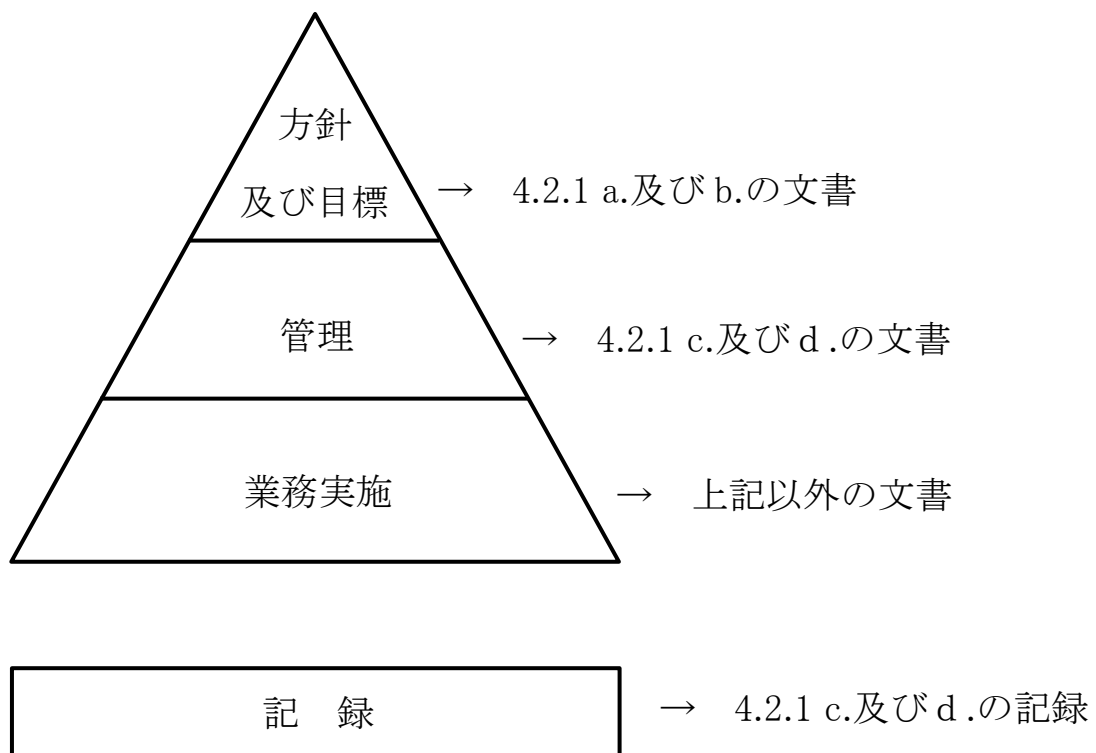 方針
及び目標 → 4.2.1 a.及び b.の文書
管理 → 4.2.1 c.及びｄ.の文書
業務実施 → 上記以外の文書
記　録 → 4.2.1 c.及びｄ.の記録